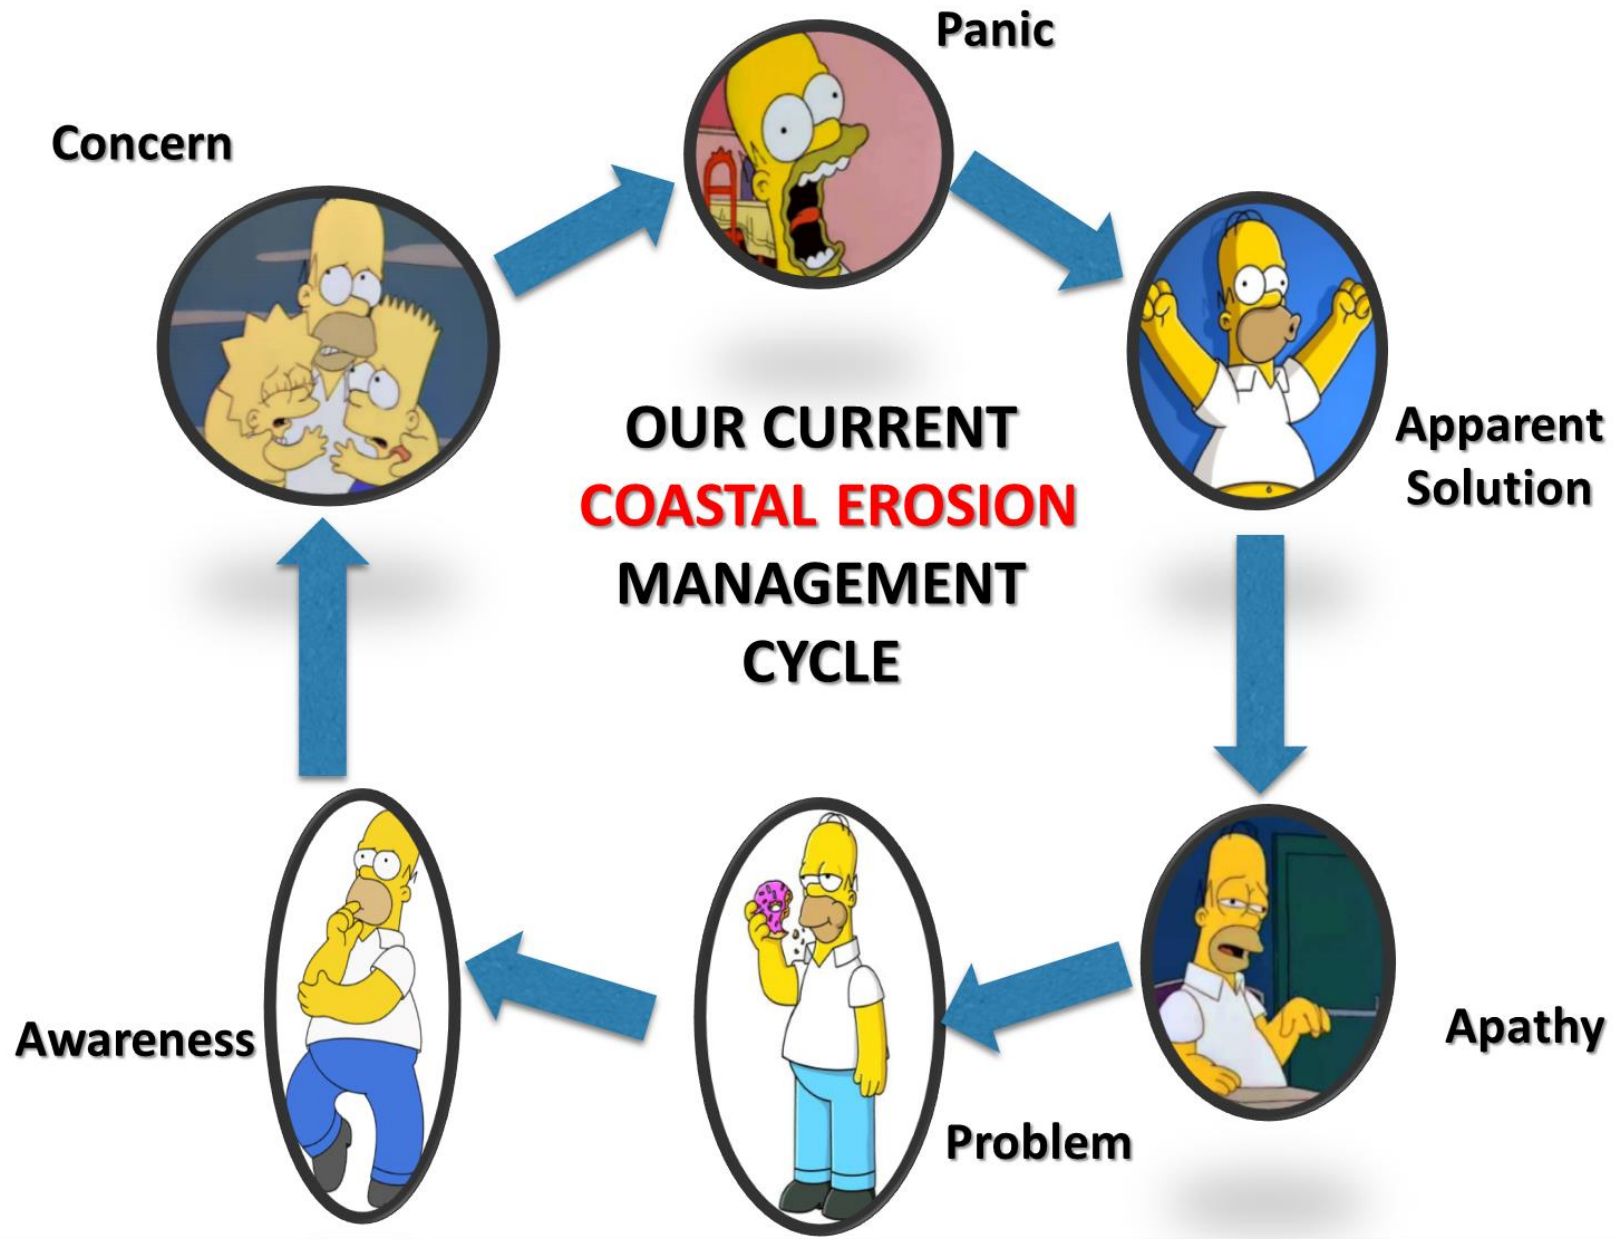 Panic
Concern
Apparent
Solution
OUR CURRENT
COASTAL EROSION
MANAGEMENT
CYCLE
Awareness
Apathy
Problem